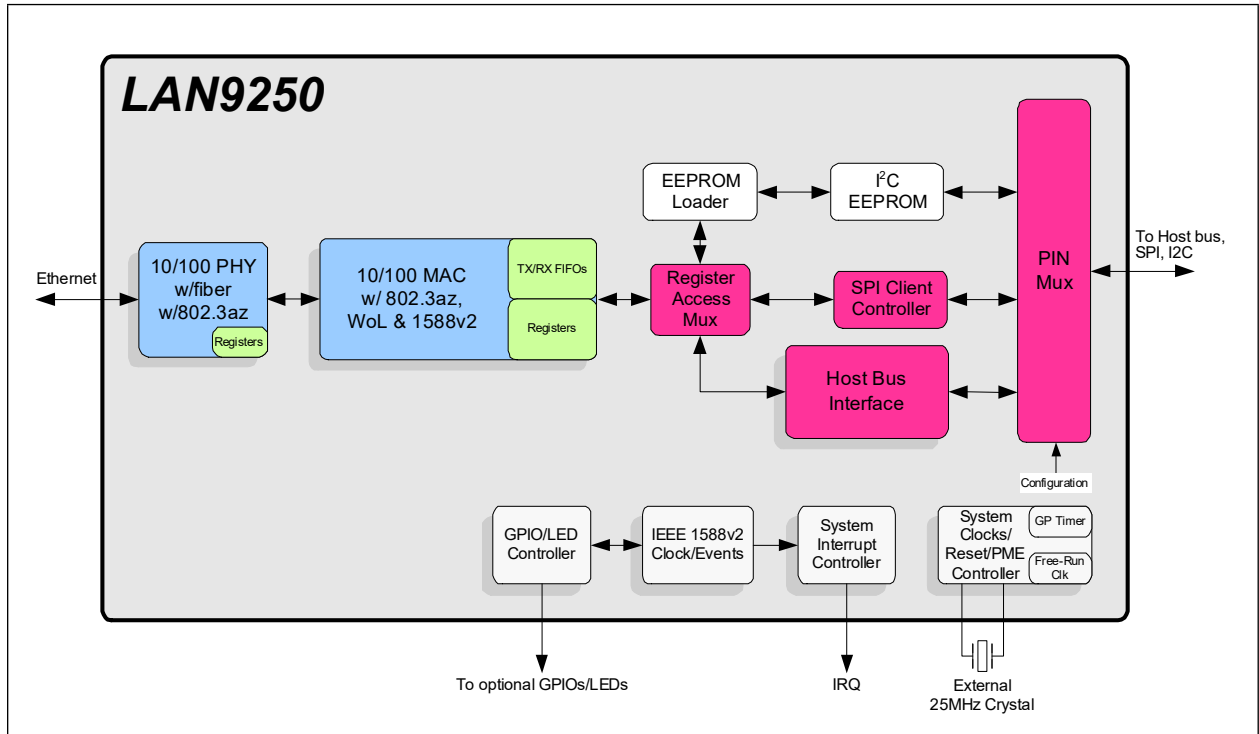 LAN9250
EEPROM
Loader
I²C
EEPROM
To Host bus,
SPI, I2C
PIN
Mux
Ethernet
10/100 PHY
w/fiber
w/802.3az
Registers
10/100 MAC
w/ 802.3az,
WoL & 1588v2
TX/RX FIFOs
Registers
Register
Access
Mux
SPI Client
Controller
Host Bus
Interface
Configuration
GPIO/LED
Controller
IEEE 1588v2
Clock/Events
System
Interrupt
Controller
System
Clocks/
Reset/PME
Controller
GP Timer
Free-Run
Clk
To optional GPIOs/LEDs
IRQ
External
25MHz Crystal